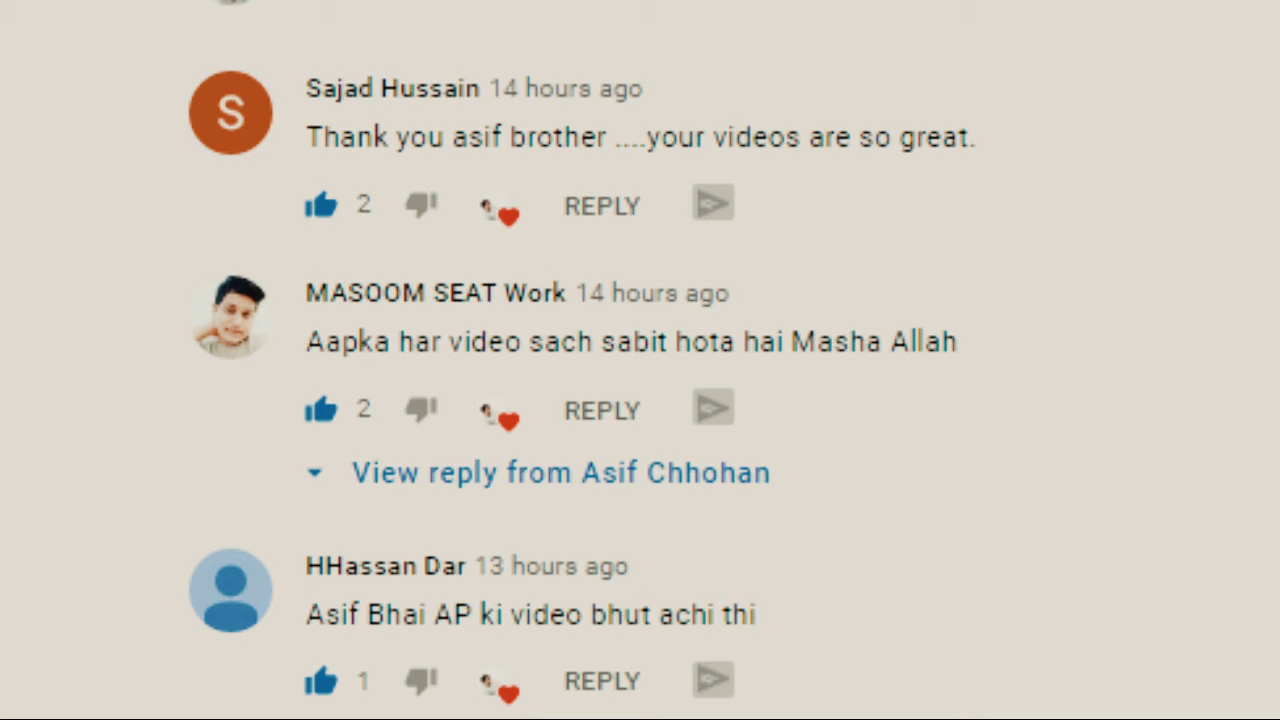 S
Sajad Hussain 14 hours ago
Thank you asif brother ....your videos are so great.
2 REPLY
MASOOM SEAT Work 14 hours ago
Aapka har video sach sabit hota hai Masha Allah
2 REPLY
View reply from Asif Chhohan
HHassan Dar 13 hours ago
Asif Bhai AP ki video bhut achi thi
1 REPLY